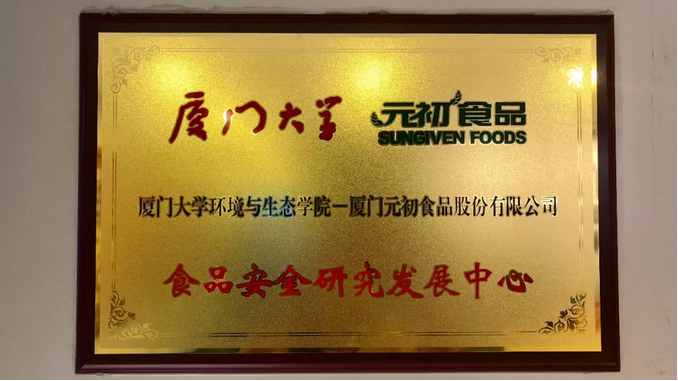 厦门大学 元初食品
SUNGIVEN FOODS
厦门大学环境与生态学院－厦门元初食品股份有限公司
食品安全研究发展中心